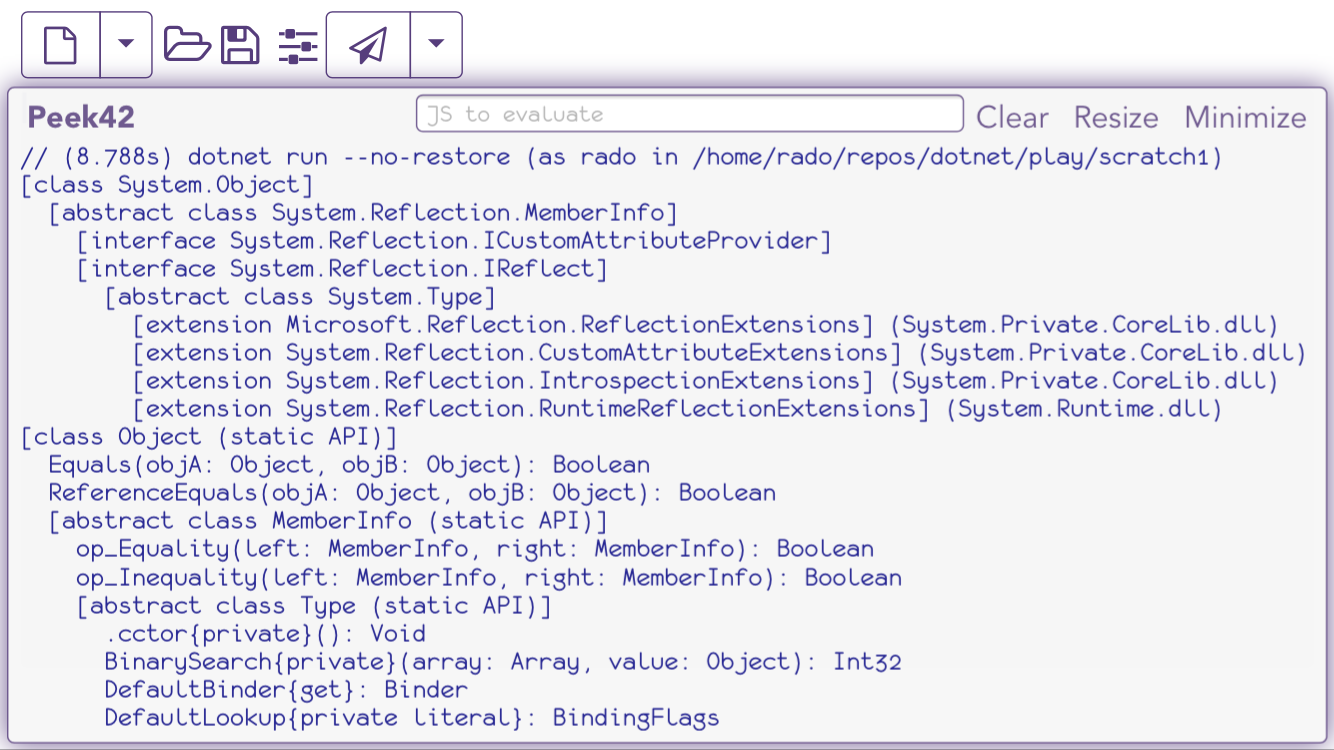 Peek42
JS to evaluate
Clear Resize Minimize
// (8.788s) dotnet run --no-restore (as rado in /home/rado/repos/dotnet/play/scratch1)
[class System.Object]
  [abstract class System.Reflection.MemberInfo]
    [interface System.Reflection.ICustomAttributeProvider]
    [interface System.Reflection.IReflect]
      [abstract class System.Type]
        [extension Microsoft.Reflection.ReflectionExtensions] (System.Private.CoreLib.dll)
        [extension System.Reflection.CustomAttributeExtensions] (System.Private.CoreLib.dll)
        [extension System.Reflection.IntrospectionExtensions] (System.Private.CoreLib.dll)
        [extension System.Reflection.RuntimeReflectionExtensions] (System.Runtime.dll)
[class Object (static API)]
  Equals(objA: Object, objB: Object): Boolean
  ReferenceEquals(objA: Object, objB: Object): Boolean
  [abstract class MemberInfo (static API)]
    op_Equality(left: MemberInfo, right: MemberInfo): Boolean
    op_Inequality(left: MemberInfo, right: MemberInfo): Boolean
    [abstract class Type (static API)]
      .cctor{private}(): Void
      BinarySearch{private}(array: Array, value: Object): Int32
      DefaultBinder{get}: Binder
      DefaultLookup{private literal}: BindingFlags